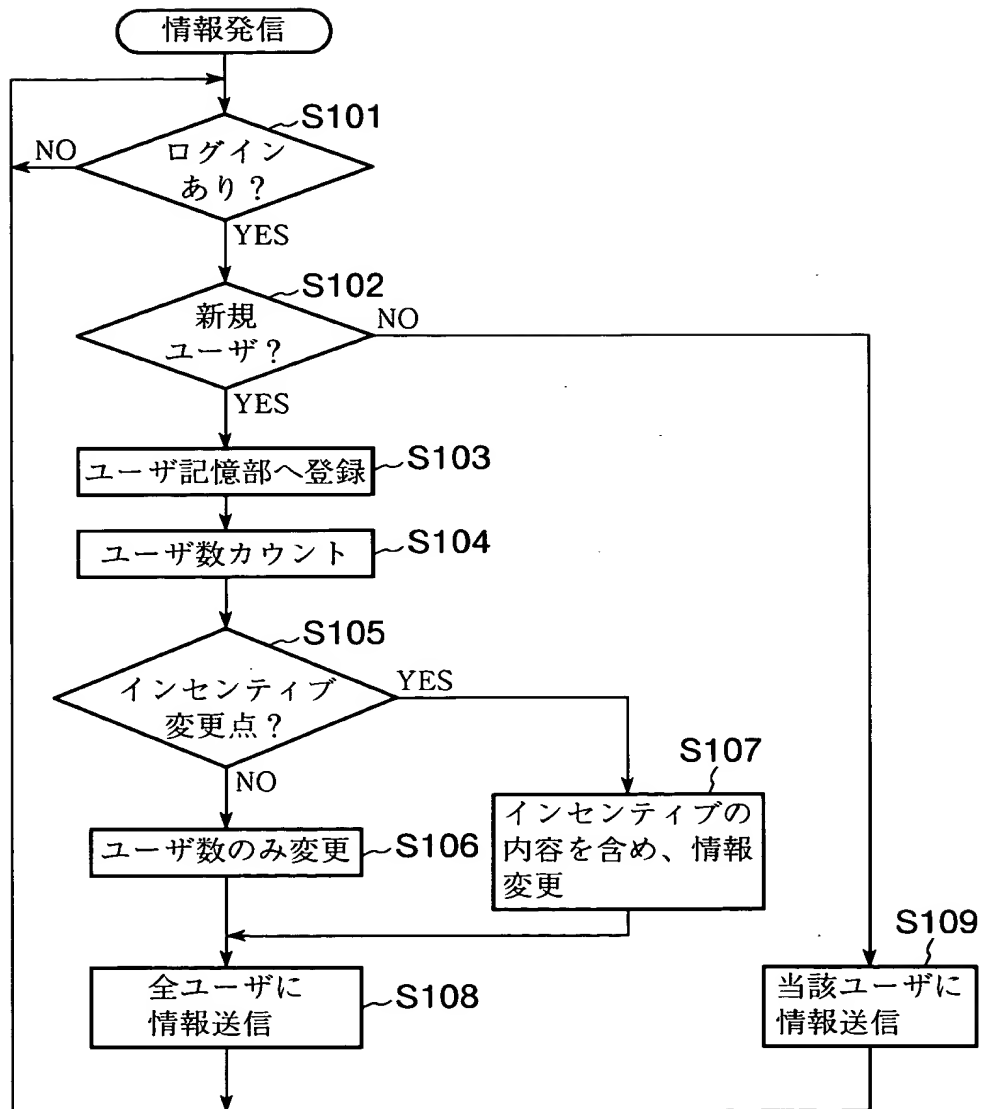 情報発信
S101
ログイン
あり？
NO
YES
S102
新規
ユーザ？
NO
YES
ユーザ記憶部へ登録
S103
ユーザ数カウント
S104
S105
インセンティブ
変更点？
YES
NO
ユーザ数のみ変更
S106
S107
インセンティブの
内容を含め、情報
変更
全ユーザに
情報送信
S108
S109
当該ユーザに
情報送信